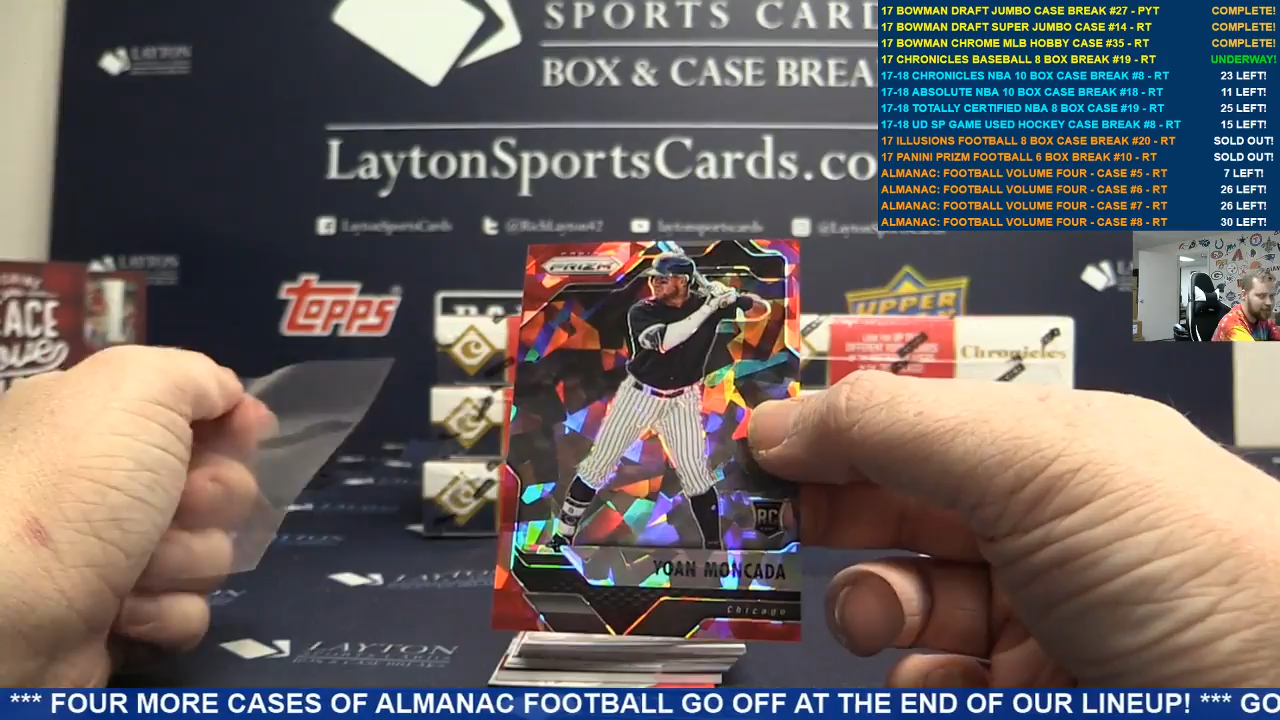 SPORTS CARD
BOX & CASE BREA
LaytonSportsCards.co
LaytonSportsCards
@RichLayton42
laytonsportscards
@LaytonSports
17 BOWMAN DRAFT JUMBO CASE BREAK #27 - PYT COMPLETE!
17 BOWMAN DRAFT SUPER JUMBO CASE #14 - RT COMPLETE!
17 BOWMAN CHROME MLB HOBBY CASE #35 - RT COMPLETE!
17 CHRONICLES BASEBALL 8 BOX BREAK #19 - RT UNDERWAY!
17-18 CHRONICLES NBA 10 BOX CASE BREAK #8 - RT 23 LEFT!
17-18 ABSOLUTE NBA 10 BOX CASE BREAK #18 - RT 11 LEFT!
17-18 TOTALLY CERTIFIED NBA 8 BOX CASE #19 - RT 25 LEFT!
17-18 UD SP GAME USED HOCKEY CASE BREAK #8 - RT 15 LEFT!
17 ILLUSIONS FOOTBALL 8 BOX CASE BREAK #20 - RT SOLD OUT!
17 PANINI PRIZM FOOTBALL 6 BOX BREAK #10 - RT SOLD OUT!
ALMANAC: FOOTBALL VOLUME FOUR - CASE #5 - RT 7 LEFT!
ALMANAC: FOOTBALL VOLUME FOUR - CASE #6 - RT 26 LEFT!
ALMANAC: FOOTBALL VOLUME FOUR - CASE #7 - RT 26 LEFT!
ALMANAC: FOOTBALL VOLUME FOUR - CASE #8 - RT 30 LEFT!
LAYTON
TOPPS
UPPER
PRIZM
Chronicles
RC
YOAN MONCADA
Chicago
LAYTON
BOX & CASE BREAKS
*** FOUR MORE CASES OF ALMANAC FOOTBALL GO OFF AT THE END OF OUR LINEUP! *** GO